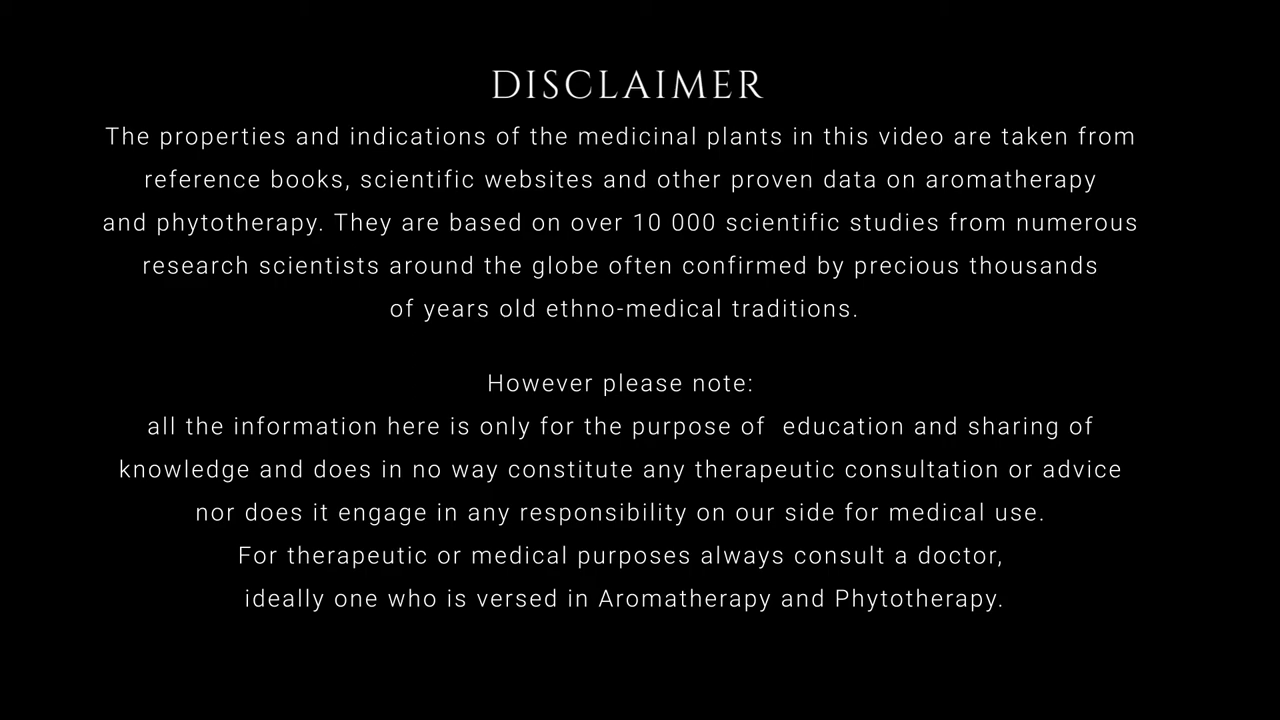 DISCLAIMER
The properties and indications of the medicinal plants in this video are taken from
reference books, scientific websites and other proven data on aromatherapy
and phytotherapy. They are based on over 10 000 scientific studies from numerous
research scientists around the globe often confirmed by precious thousands
of years old ethno-medical traditions.
However please note:
all the information here is only for the purpose of  education and sharing of
knowledge and does in no way constitute any therapeutic consultation or advice
nor does it engage in any responsibility on our side for medical use.
For therapeutic or medical purposes always consult a doctor,
ideally one who is versed in Aromatherapy and Phytotherapy.